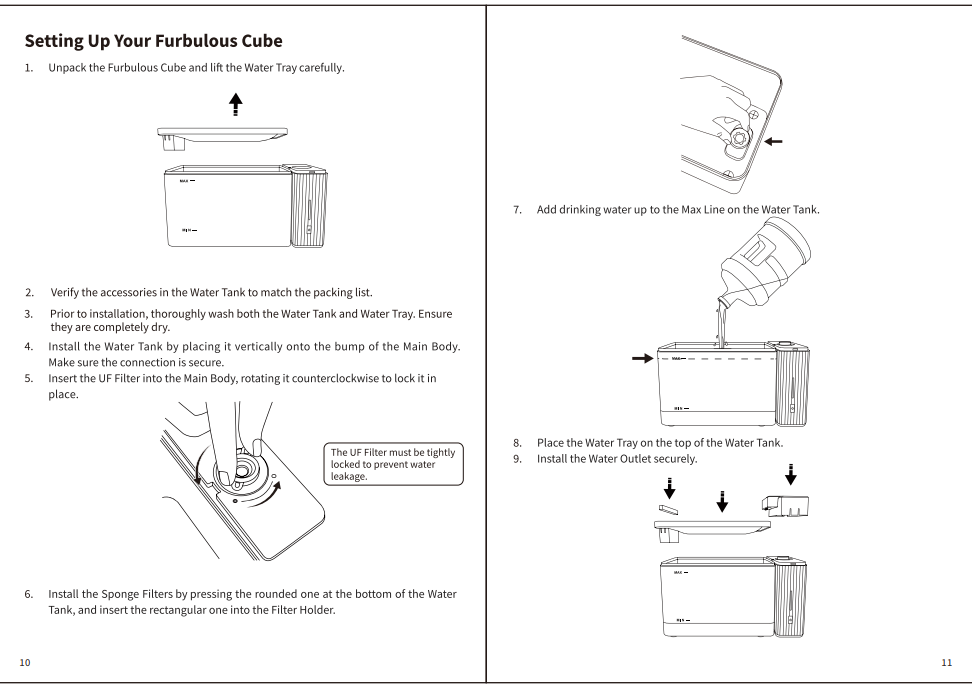 Setting Up Your Furbulous Cube
1. Unpack the Furbulous Cube and lift the Water Tray carefully.
MAX
MIN
2. Verify the accessories in the Water Tank to match the packing list.
3. Prior to installation, thoroughly wash both the Water Tank and Water Tray. Ensure
they are completely dry.
4. Install the Water Tank by placing it vertically onto the bump of the Main Body.
Make sure the connection is secure.
5. Insert the UF Filter into the Main Body, rotating it counterclockwise to lock it in
place.
The UF Filter must be tightly
locked to prevent water
leakage.
6. Install the Sponge Filters by pressing the rounded one at the bottom of the Water
Tank, and insert the rectangular one into the Filter Holder.
10
7. Add drinking water up to the Max Line on the Water Tank.
MAX
MIN
8. Place the Water Tray on the top of the Water Tank.
9. Install the Water Outlet securely.
MAX
MIN
11